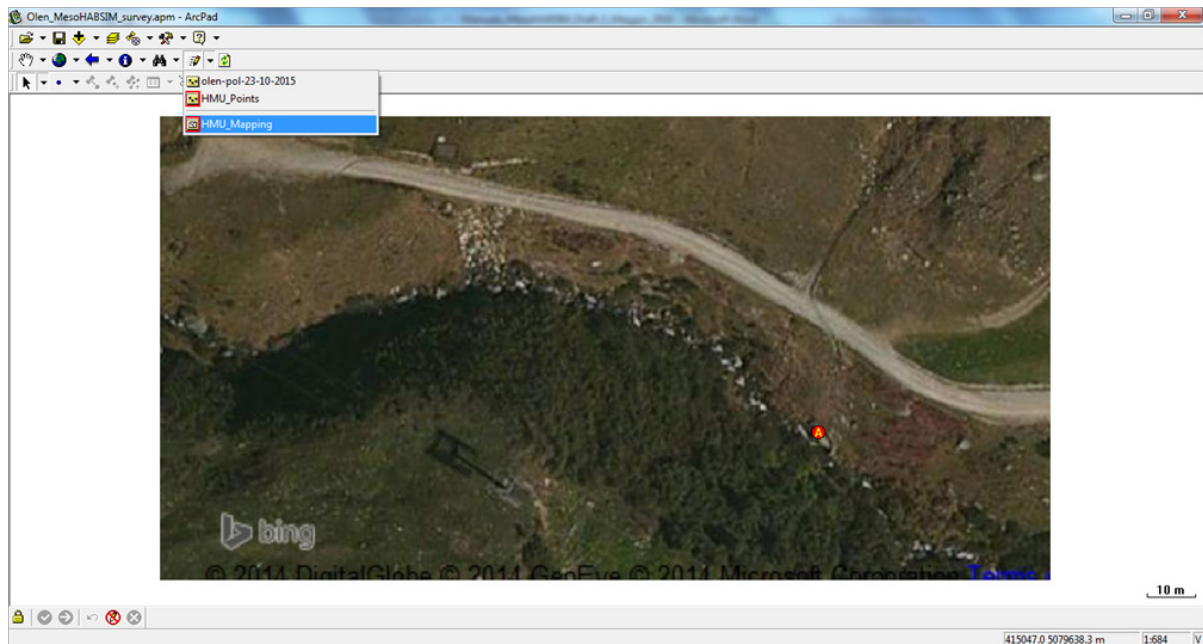 Olen_MesoHABSIM_survey.apm - ArcPad
olen-pol-23-10-2015
HMU_Points
HMU_Mapping
A
bing
© 2014 DigitalGlobe © 2014 GeoEye © 2014 Microsoft Corporation Terms
10 m
415047.0 5079638.3 m 1:684 V